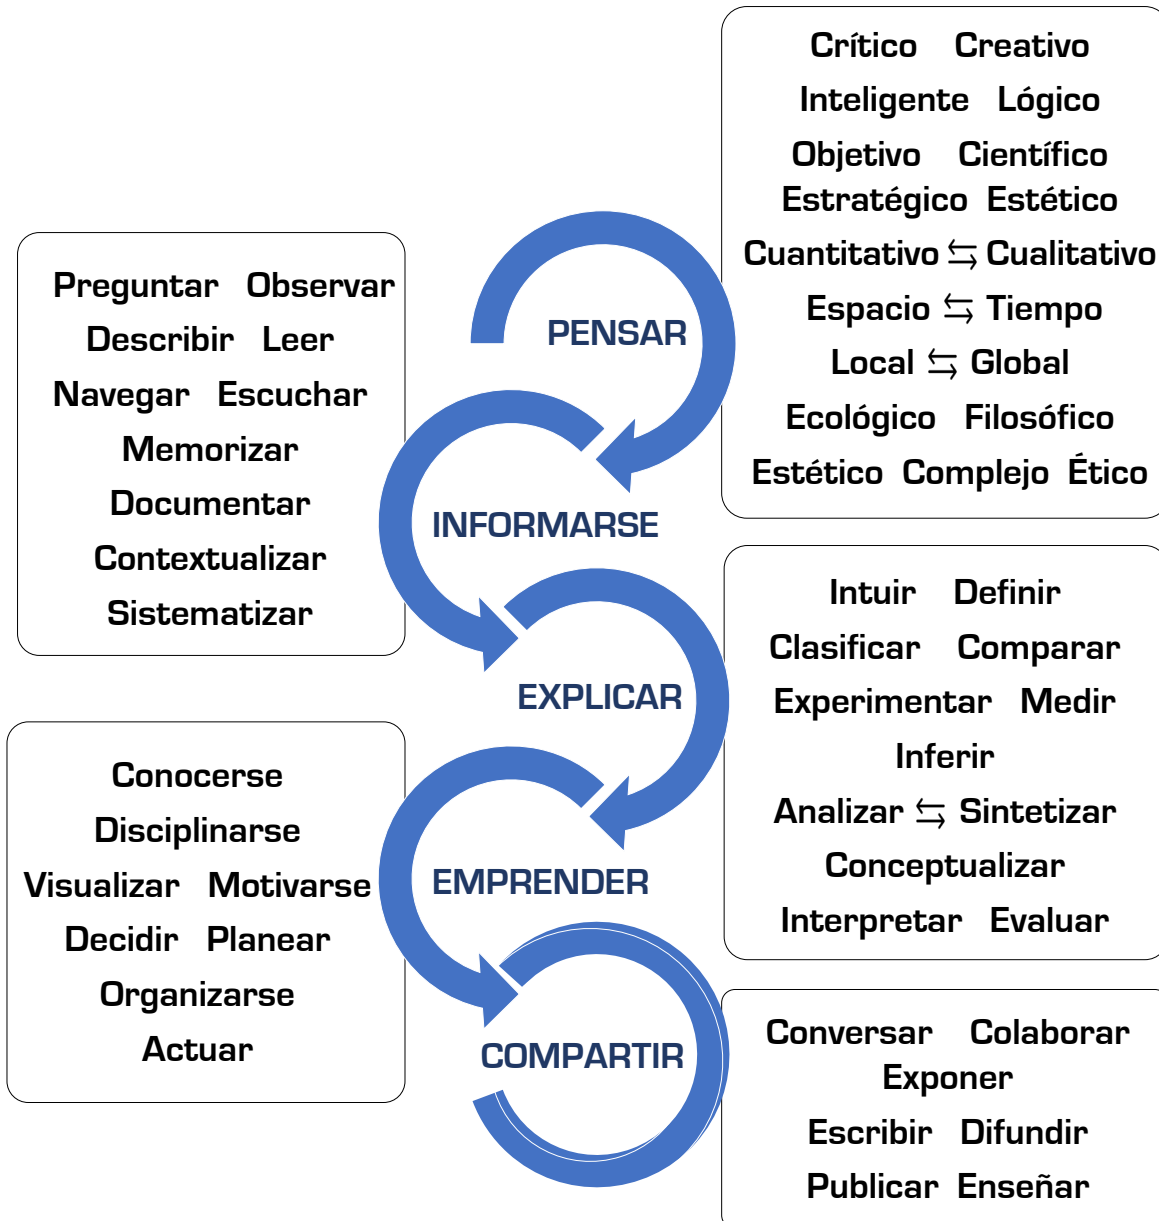 Crítico Creativo
Inteligente Lógico
Objetivo Científico
Estratégico Estético
Cuantitativo ⇆ Cualitativo
Espacio ⇆ Tiempo
Local ⇆ Global
Ecológico Filosófico
Estético Complejo Ético
PENSAR
Preguntar Observar
Describir Leer
Navegar Escuchar
Memorizar
Documentar
Contextualizar
Sistematizar
INFORMARSE
Intuir Definir
Clasificar Comparar
Experimentar Medir
Inferir
Analizar ⇆ Sintetizar
Conceptualizar
Interpretar Evaluar
EXPLICAR
Conocerse
Disciplinarse
Visualizar Motivarse
Decidir Planear
Organizarse
Actuar
EMPRENDER
COMPARTIR
Conversar Colaborar
Exponer
Escribir Difundir
Publicar Enseñar